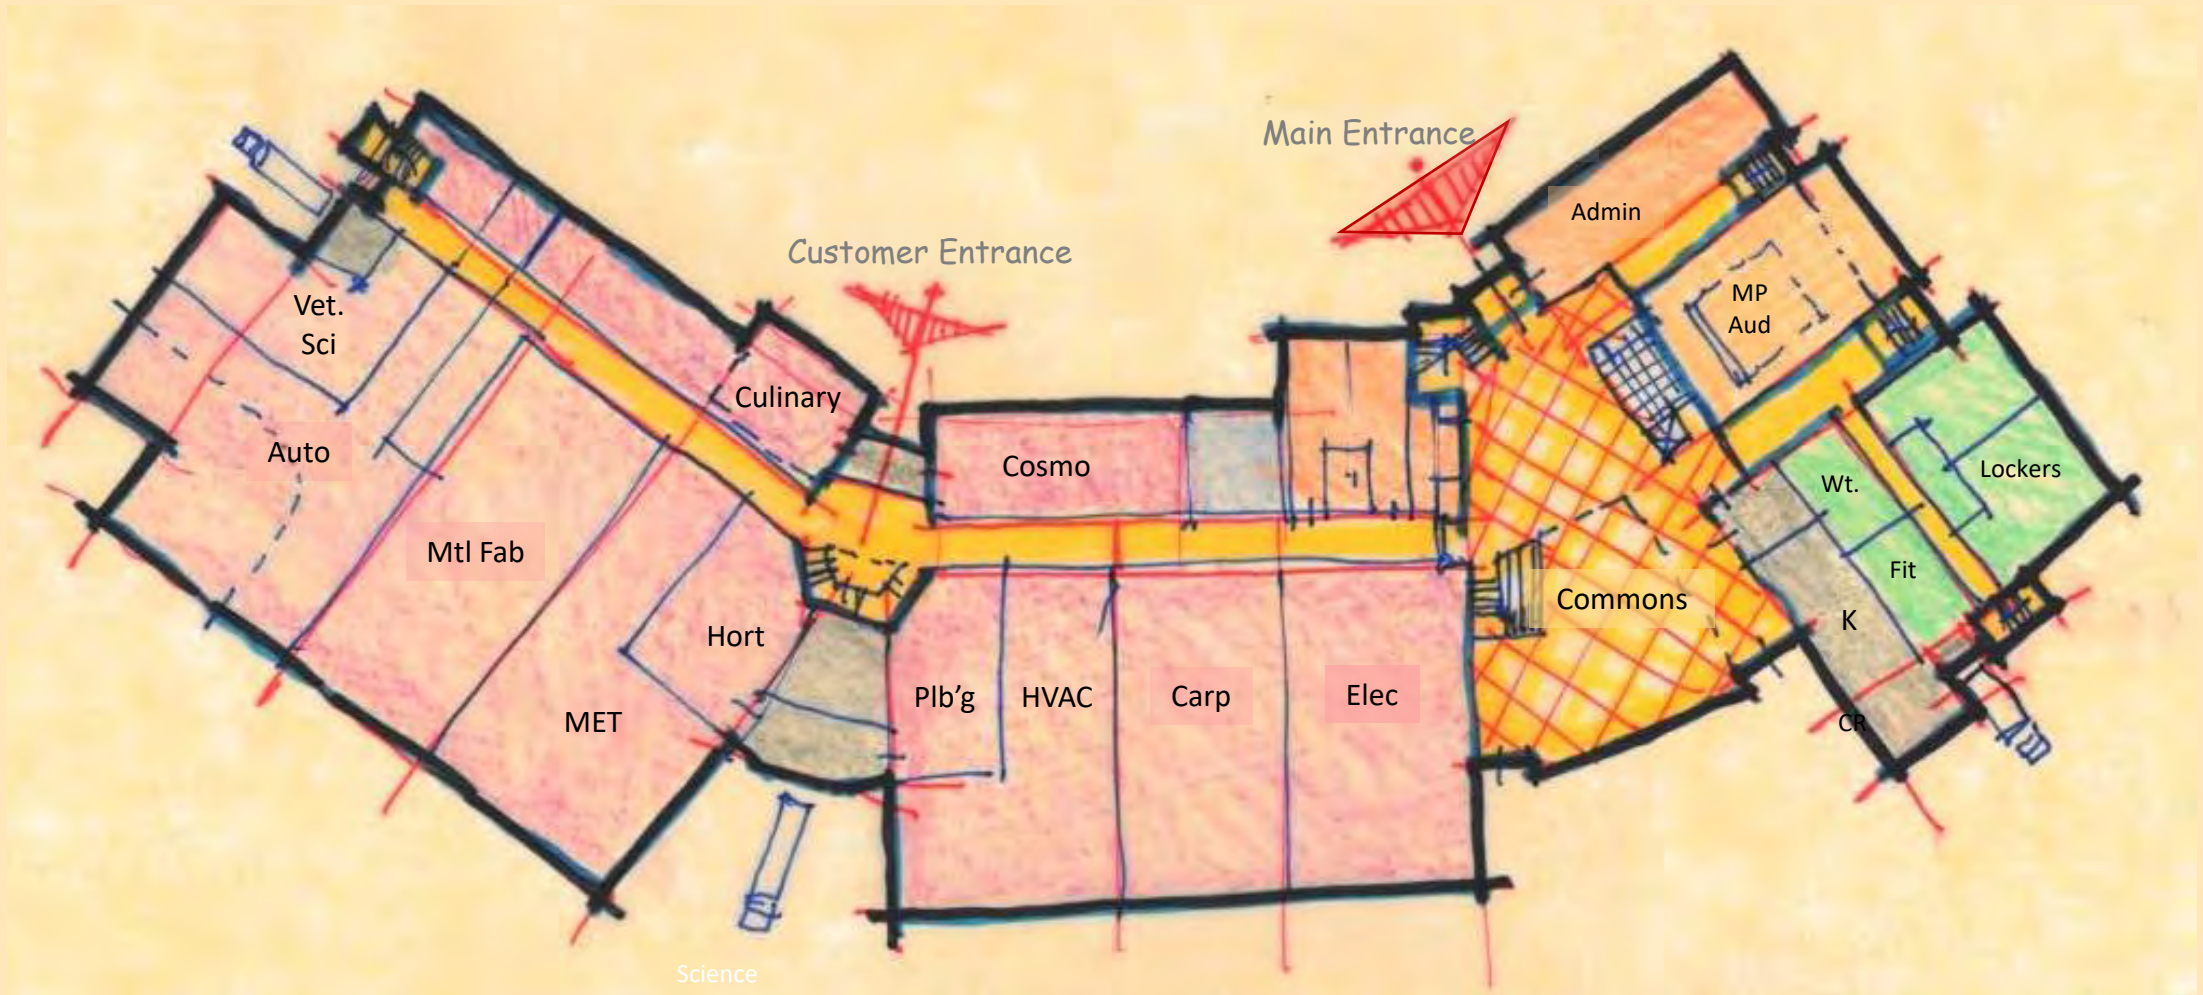 Main Entrance
Admin
Customer Entrance
MP
Aud
Vet.
Sci
Culinary
Auto
Cosmo
Lockers
Wt.
Mtl Fab
Fit
Commons
K
Hort
Plb'g
HVAC
Carp
Elec
MET
CR
Science